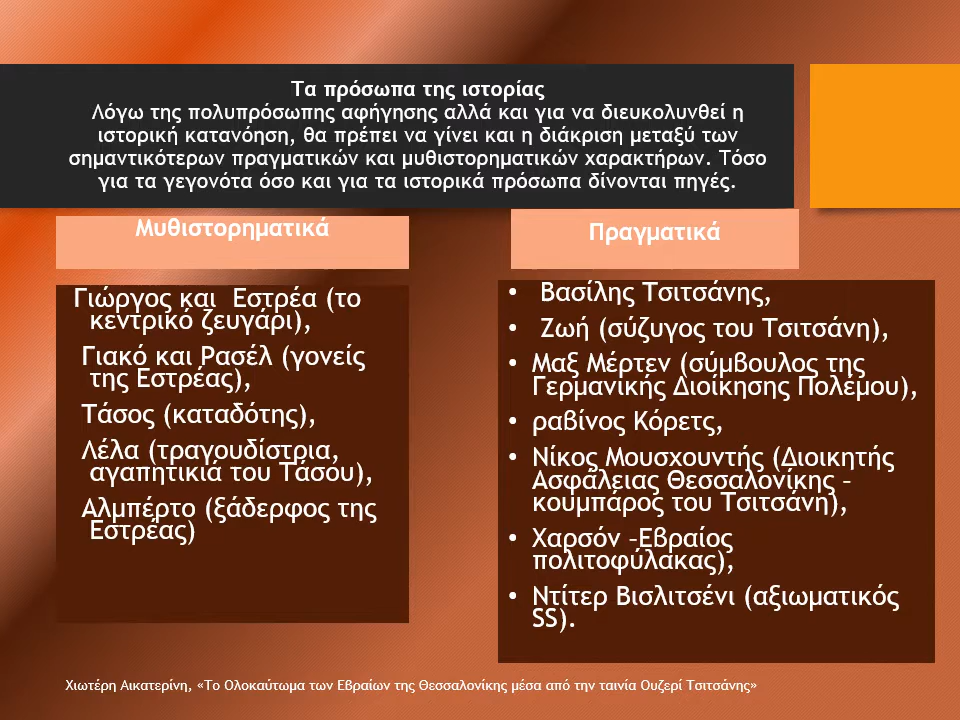 Τα πρόσωπα της ιστορίας
Λόγω της πολυπρόσωπης αφήγησης αλλά και για να διευκολυνθεί η
ιστορική κατανόηση, θα πρέπει να γίνει και η διάκριση μεταξύ των
σημαντικότερων πραγματικών και μυθιστορηματικών χαρακτήρων. Τόσο
για τα γεγονότα όσο και για τα ιστορικά πρόσωπα δίνονται πηγές.
Μυθιστορηματικά
Γιώργος και Εστρέα (το
κεντρικό ζευγάρι),
Γιακό και Ρασέλ (γονείς
της Εστρέας),
Τάσος (καταδότης),
Λέλα (τραγουδίστρια,
αγαπητικιά του Τάσου),
Αλμπέρτο (ξάδερφος της
Εστρέας)
Πραγματικά
• Βασίλης Τσιτσάνης,
• Ζωή (σύζυγος του Τσιτσάνη),
• Μαξ Μέρτεν (σύμβουλος της
Γερμανικής Διοίκησης Πολέμου),
• ραβίνος Κόρετς,
• Νίκος Μουσχουντής (Διοικητής
Ασφάλειας Θεσσαλονίκης –
κουμπάρος του Τσιτσάνη),
• Χαρσόν –Εβραίος
πολιτοφύλακας),
• Ντίτερ Βισλιτσένι (αξιωματικός
SS).
Χιωτέρη Αικατερίνη, «Το Ολοκαύτωμα των Εβραίων της Θεσσαλονίκης μέσα από την ταινία Ουζερί Τσιτσάνης»